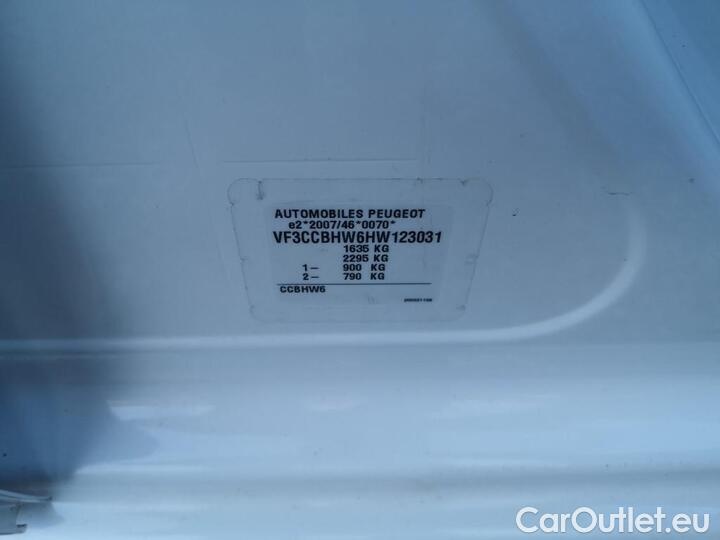 AUTOMOBILES PEUGEOT
e2*2007/46*0070*
VF3CCBHW6HW123031
1635 KG
2295 KG
1– 900 KG
2– 790 KG
CCBHW6
CarOutlet.eu